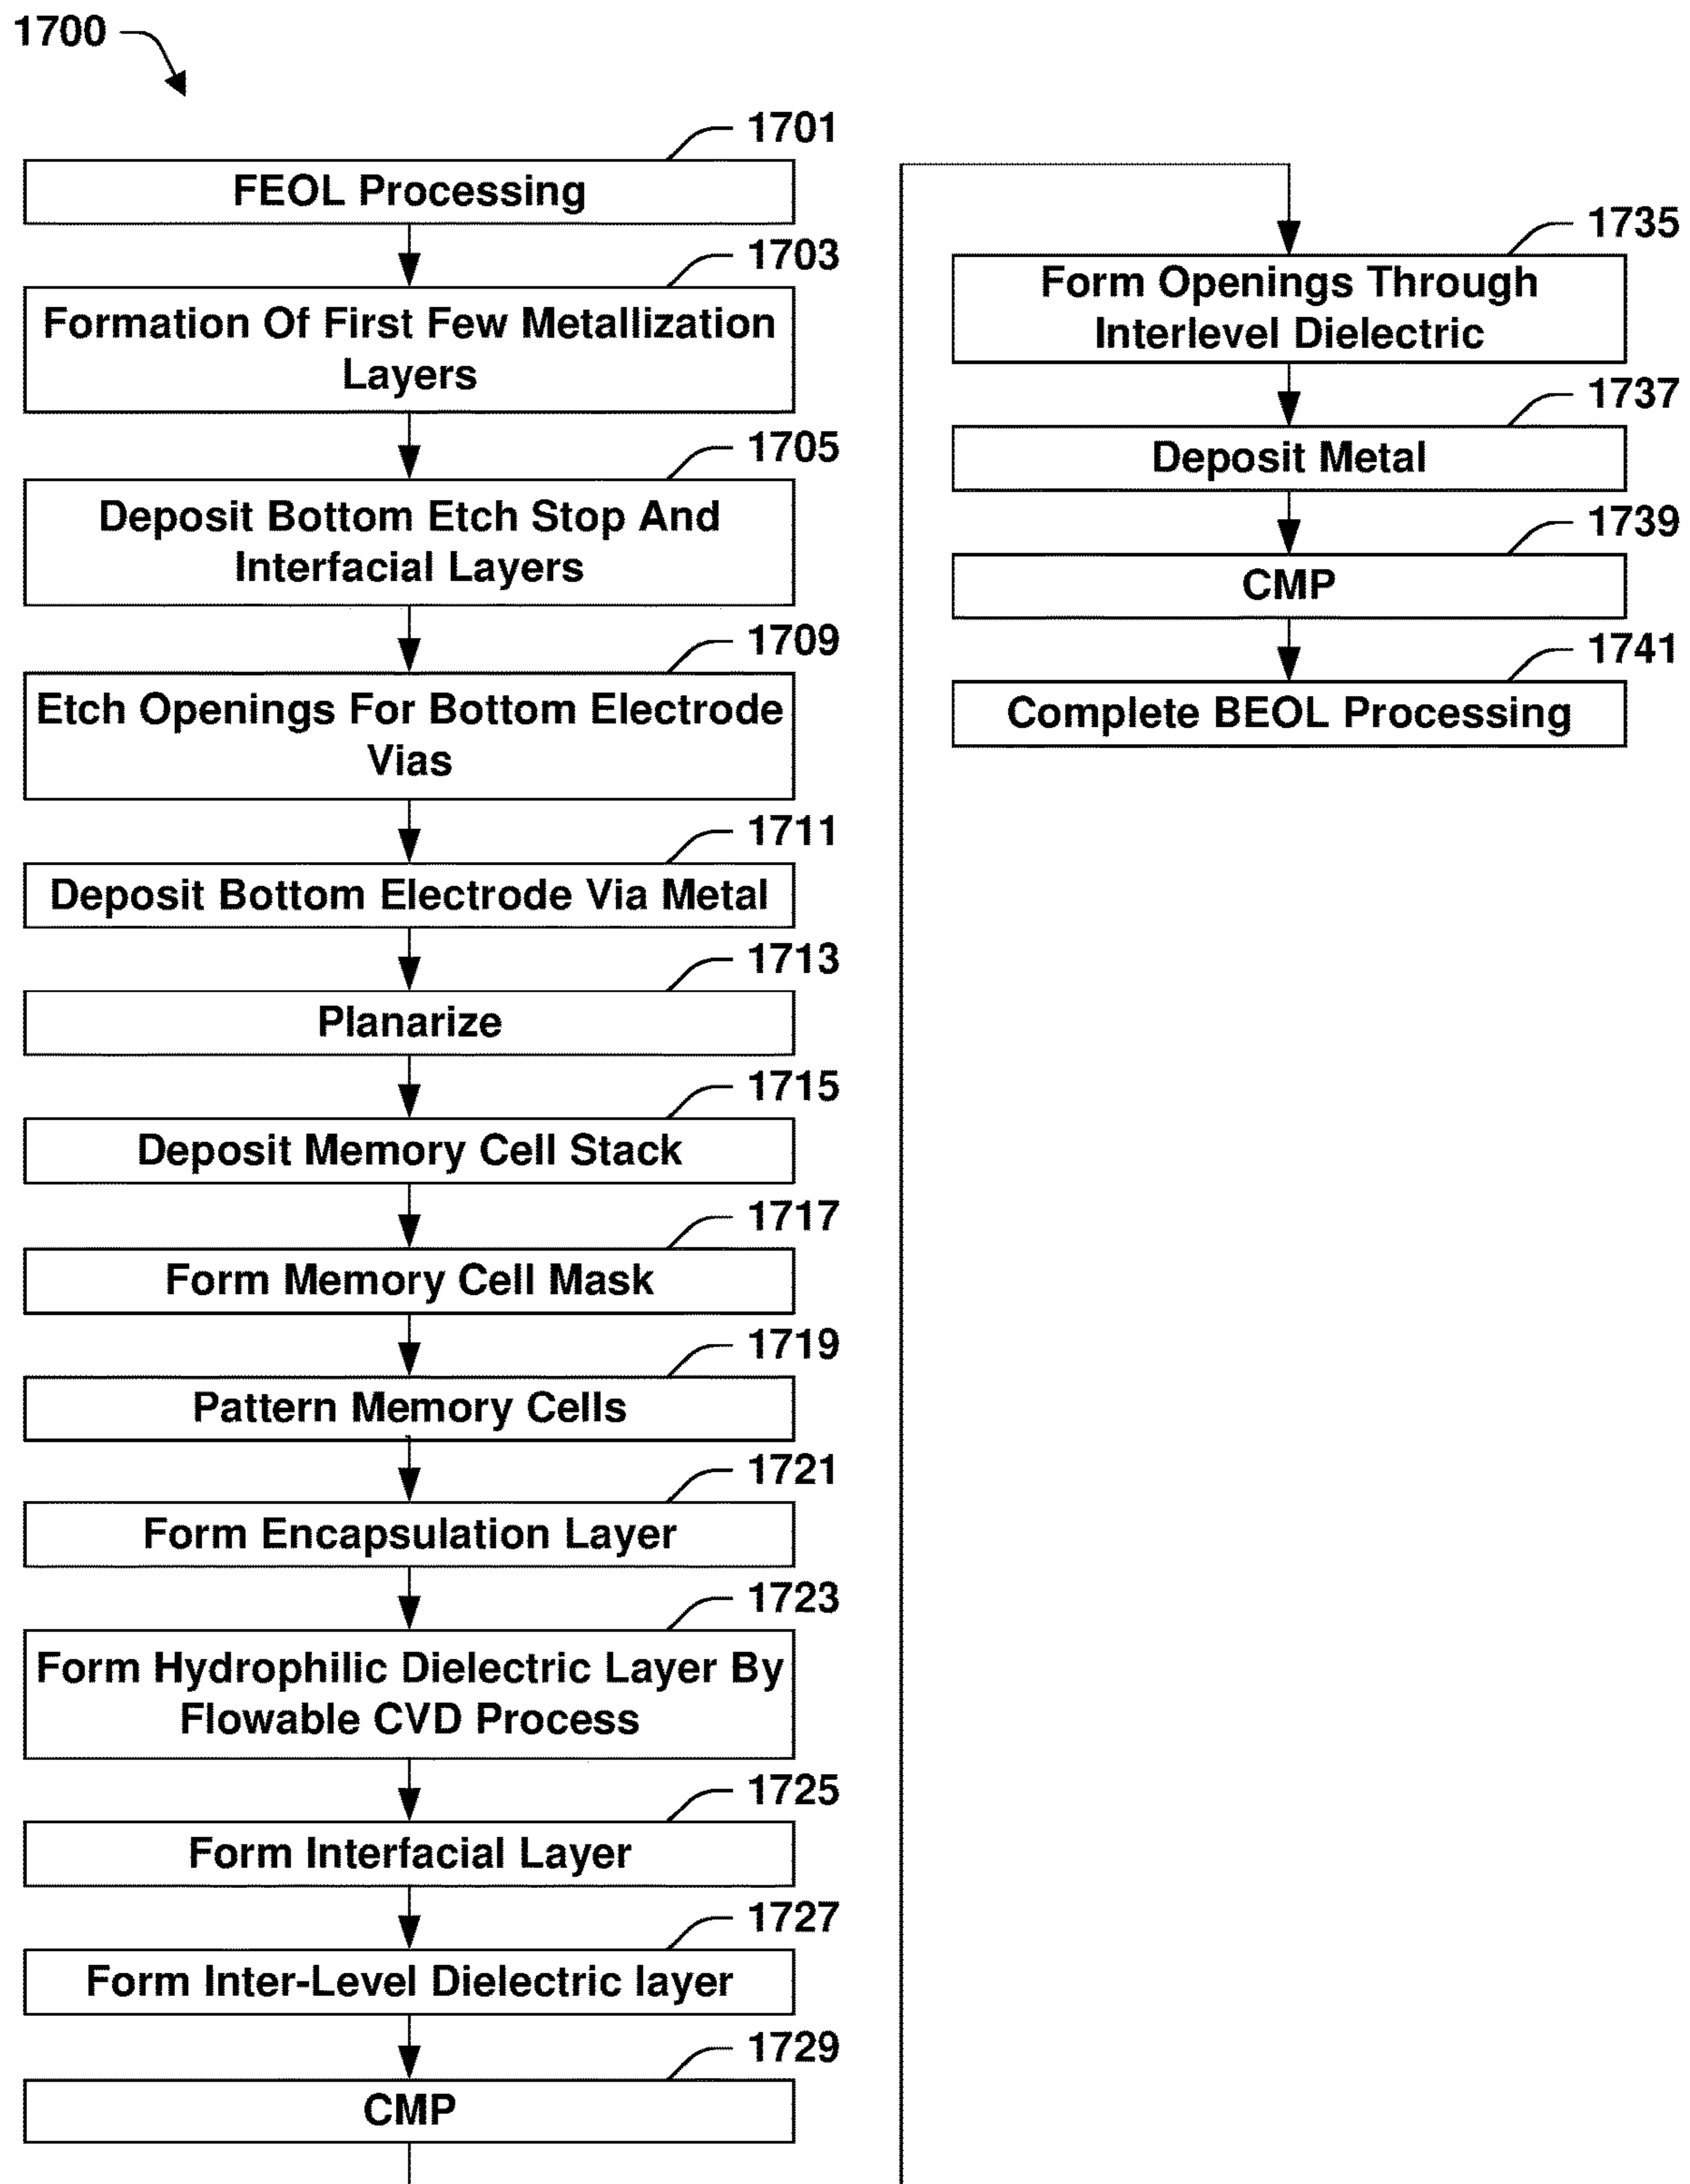 1700
1701
FEOL Processing
1703
Formation Of First Few Metallization
Layers
1705
Deposit Bottom Etch Stop And
Interfacial Layers
1709
Etch Openings For Bottom Electrode
Vias
1711
Deposit Bottom Electrode Via Metal
1713
Planarize
1715
Deposit Memory Cell Stack
1717
Form Memory Cell Mask
1719
Pattern Memory Cells
1721
Form Encapsulation Layer
1723
Form Hydrophilic Dielectric Layer By
Flowable CVD Process
1725
Form Interfacial Layer
1727
Form Inter-Level Dielectric layer
1729
CMP
1735
Form Openings Through
Interlevel Dielectric
1737
Deposit Metal
1739
CMP
1741
Complete BEOL Processing